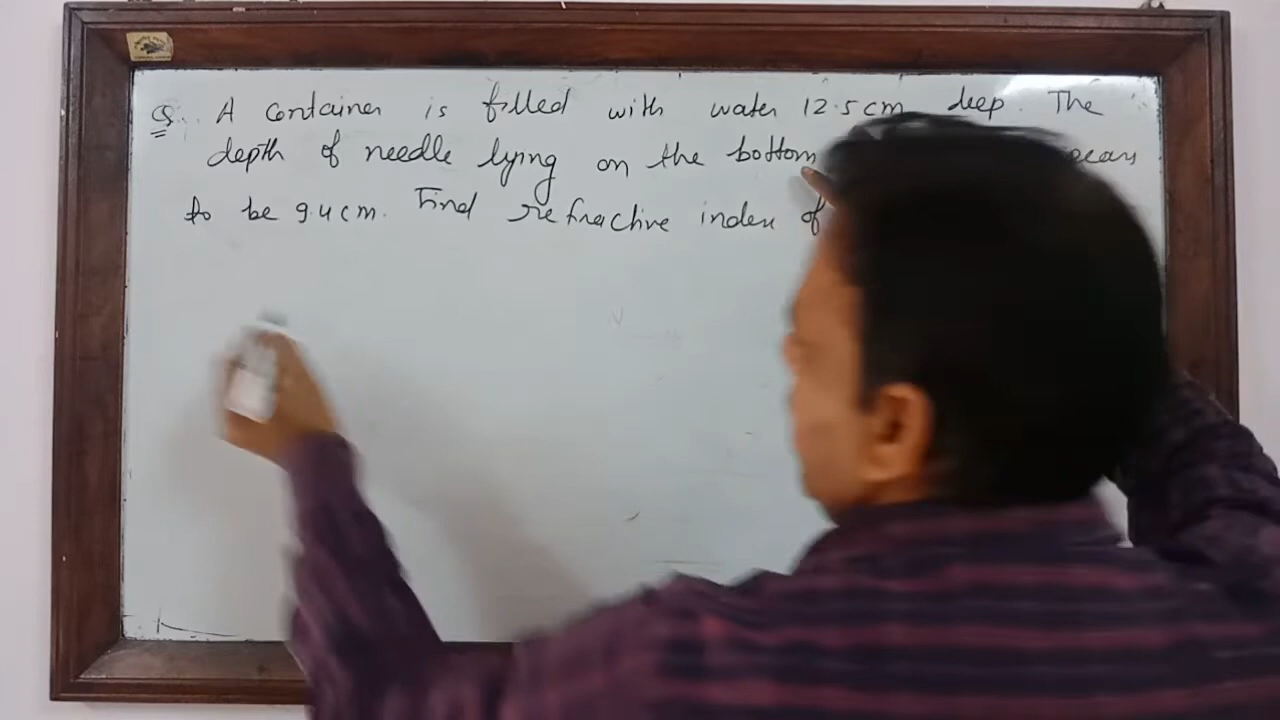 Q. A container is filled with water 12.5 cm deep. The
depth of needle lying on the bottom
to be 9.4 cm. Find refractive index of